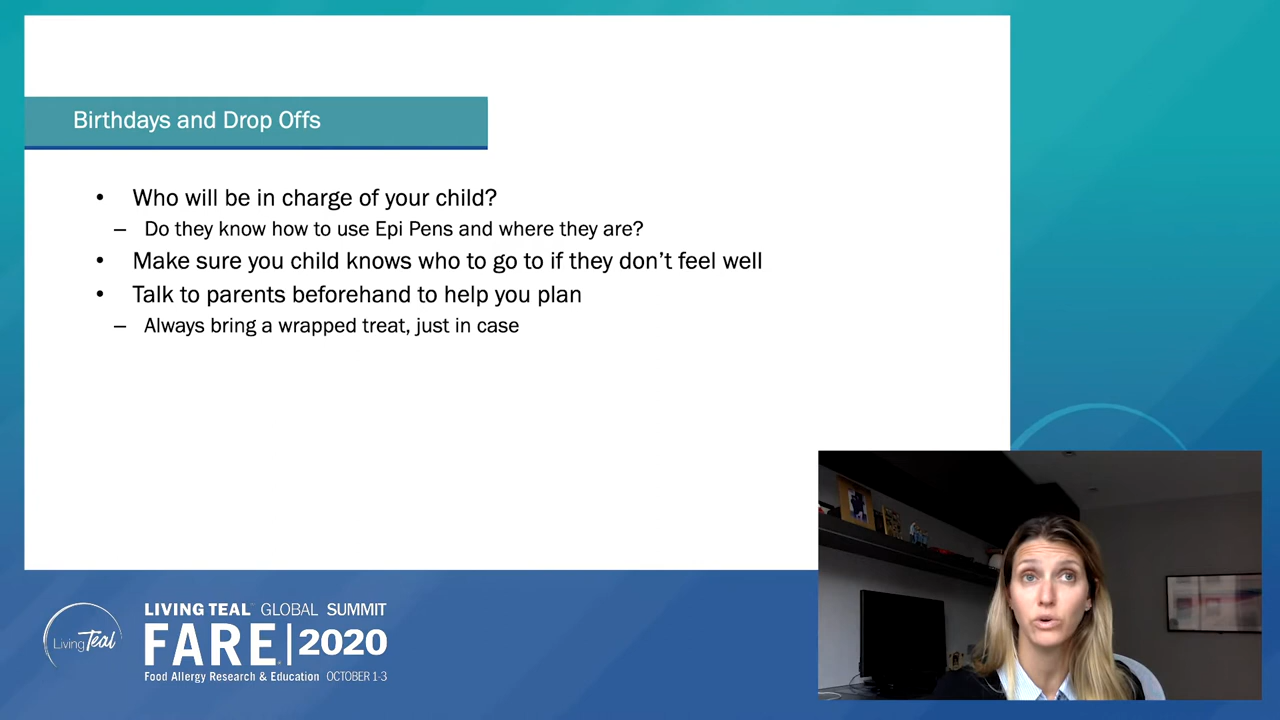 Birthdays and Drop Offs
• Who will be in charge of your child?
– Do they know how to use Epi Pens and where they are?
• Make sure you child knows who to go to if they don’t feel well
• Talk to parents beforehand to help you plan
– Always bring a wrapped treat, just in case
Living Teal
LIVING TEAL GLOBAL SUMMIT
FARE | 2020
Food Allergy Research & Education OCTOBER 1-3